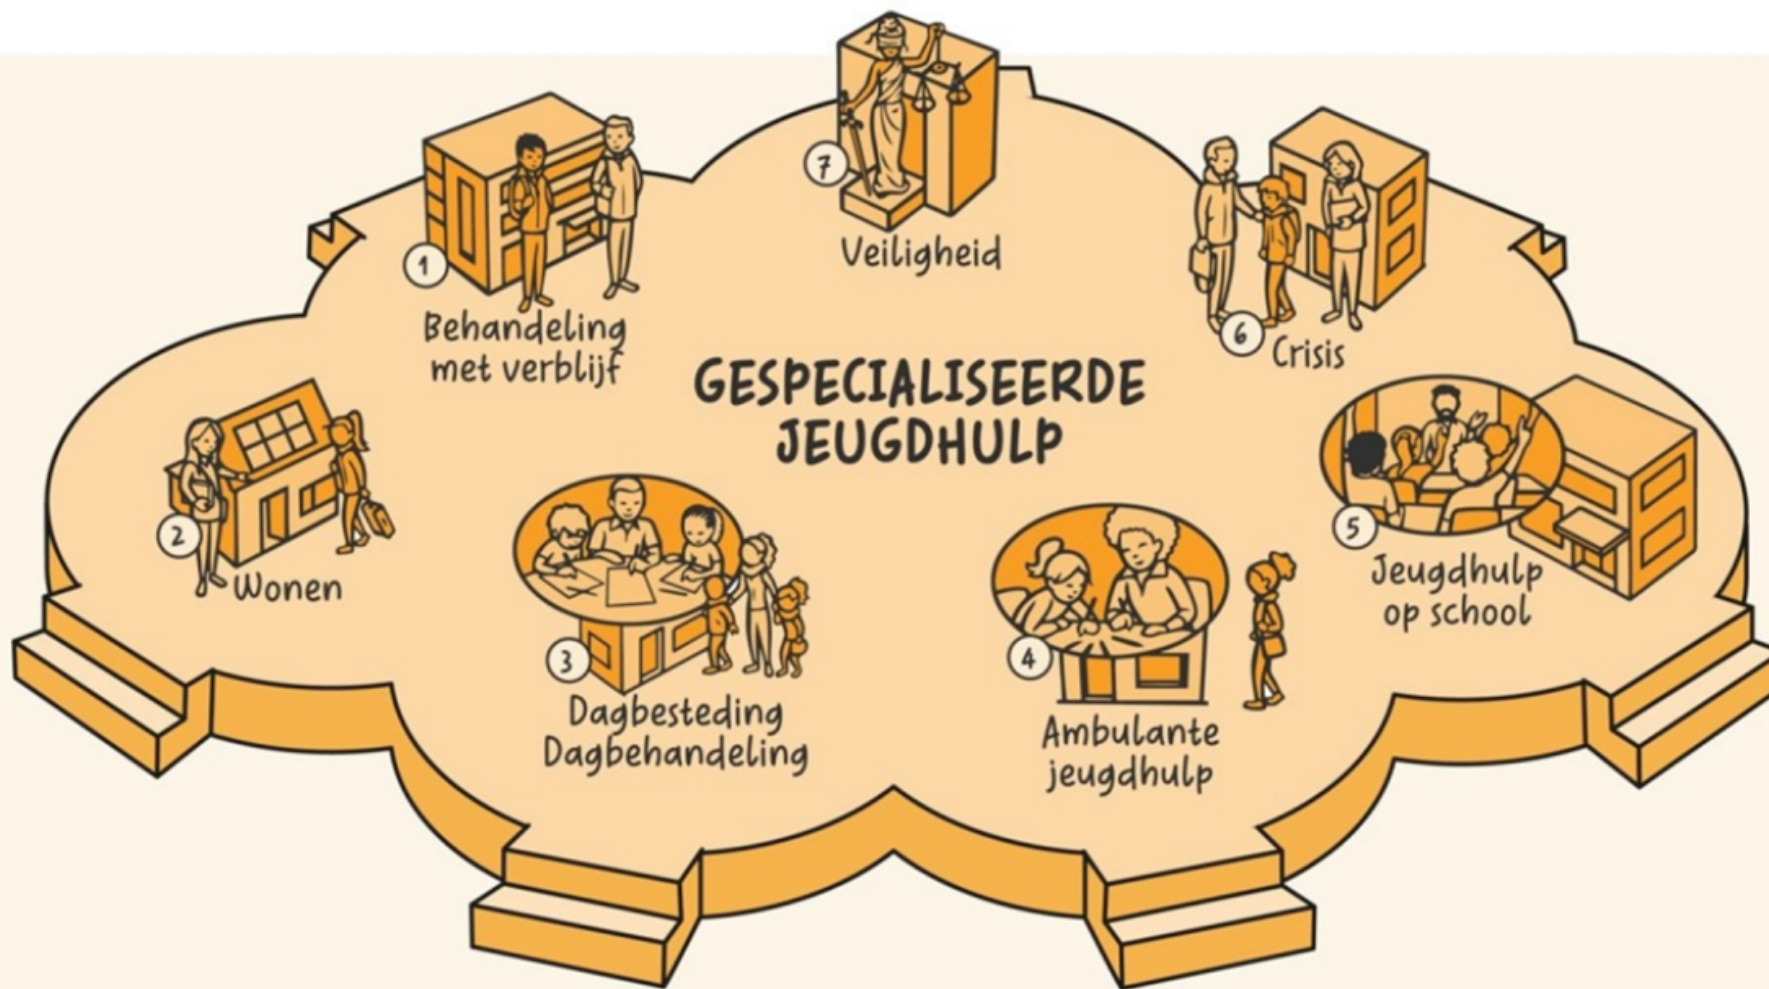 7
Veiligheid
1
Behandeling
met verblijf
6
Crisis
GESPECIALISEERDE
JEUGDHULP
2
Wonen
5
Jeugdhulp
op school
3
Dagbesteding
Dagbehandeling
4
Ambulante
jeugdhulp